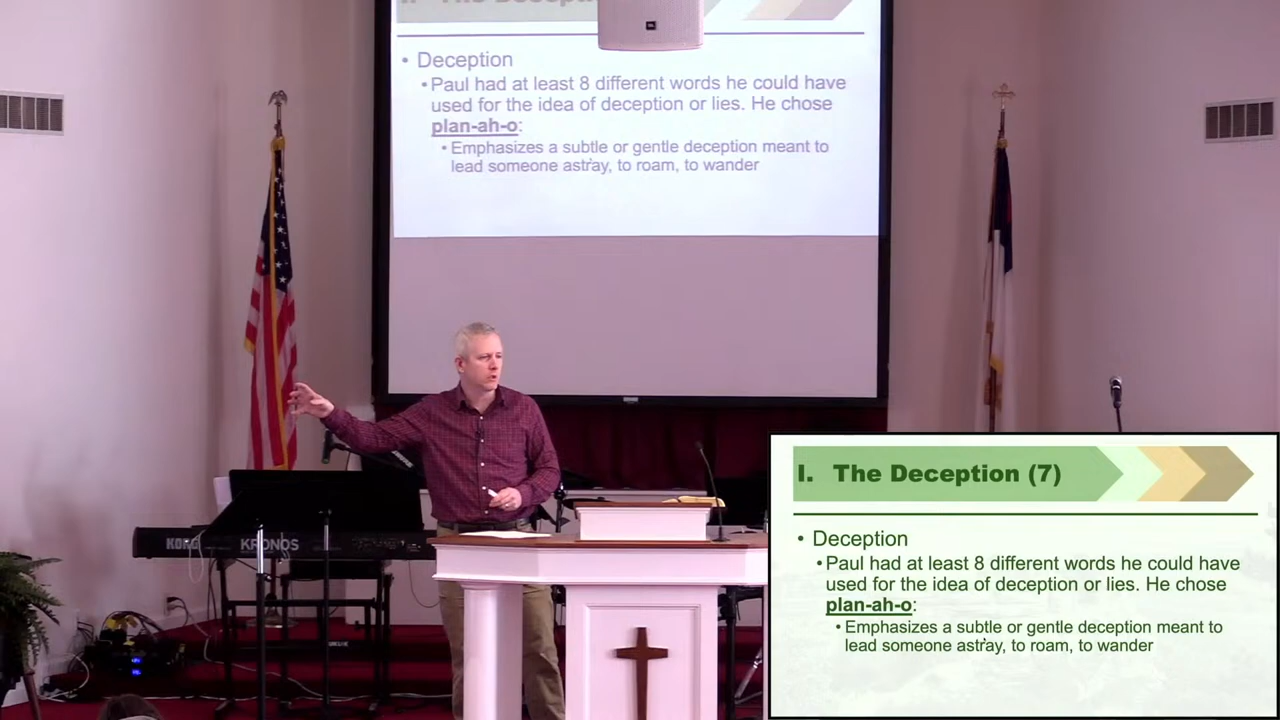 • Deception
• Paul had at least 8 different words he could have
used for the idea of deception or lies. He chose
plan-ah-o:
• Emphasizes a subtle or gentle deception meant to
lead someone astray, to roam, to wander
KORG
KRONOS
I. The Deception (7)
• Deception
• Paul had at least 8 different words he could have
used for the idea of deception or lies. He chose
plan-ah-o:
• Emphasizes a subtle or gentle deception meant to
lead someone astray, to roam, to wander